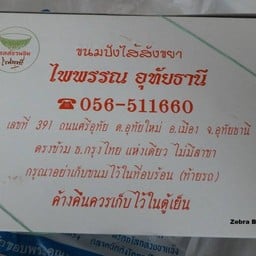 ขนมปังไส้สังขยา
ไพพรรณ อุทัยธานี
☎056-511660
เลขที่ 391 ถนนศรีอุทัย ต.อุทัยใหม่ อ.เมือง จ.อุทัยธานี
ตรงข้าม ธ.กรุงไทย แห่งเดียว ไม่มีสาขา
กรุณาอย่าเก็บขนมไว้ในที่อบร้อน (ท้ายรถ)
ค้างคืนควรเก็บไว้ในตู้เย็น
Zebra B